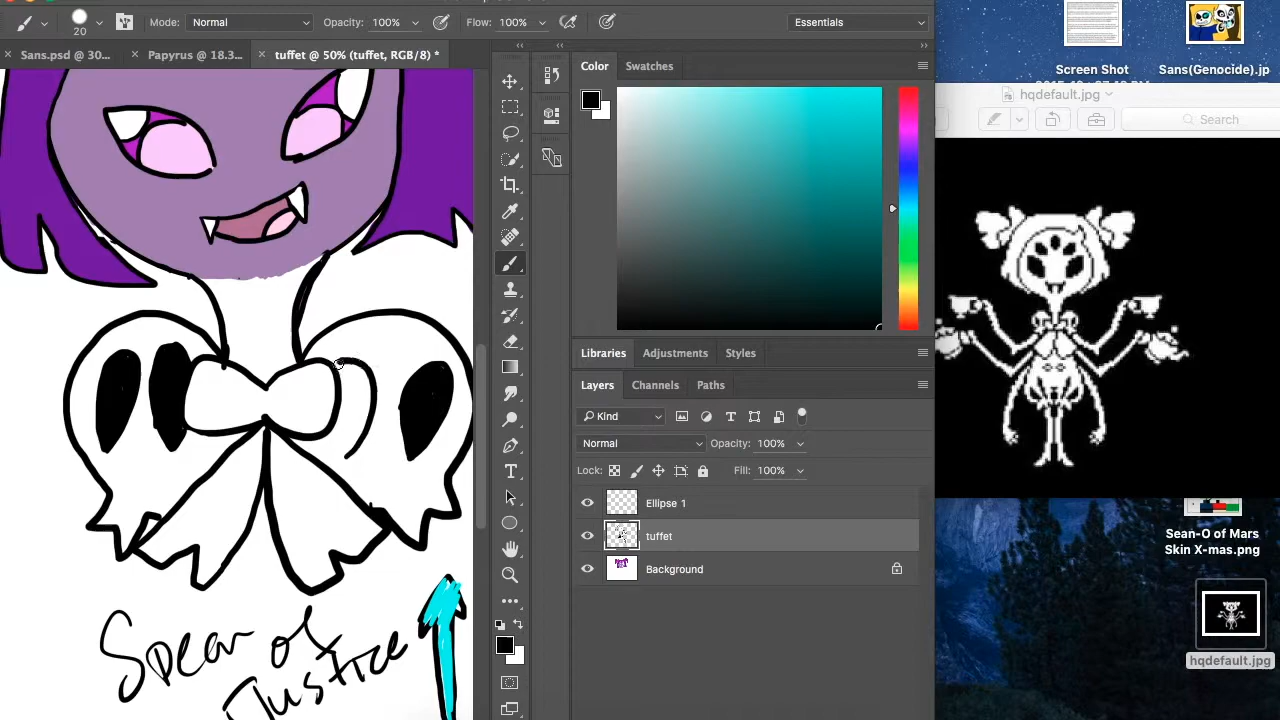 Mode: Normal Opacity: 100% Flow: 100% Essentials
20
Sans.psd @ 30... Papyrus @ 18.3... tuffet @ 50% (tuffet, RGB/8) *
Color Swatches
Libraries Adjustments Styles
Layers Channels Paths
Kind
Normal Opacity: 100%
Lock: Fill: 100%
Ellipse 1
tuffet
Background
Spear of
Justice
Screen Shot
Sans(Genocide).jp
hqdefault.jpg
Search
Sean-O of Mars
Skin X-mas.png
hqdefault.jpg